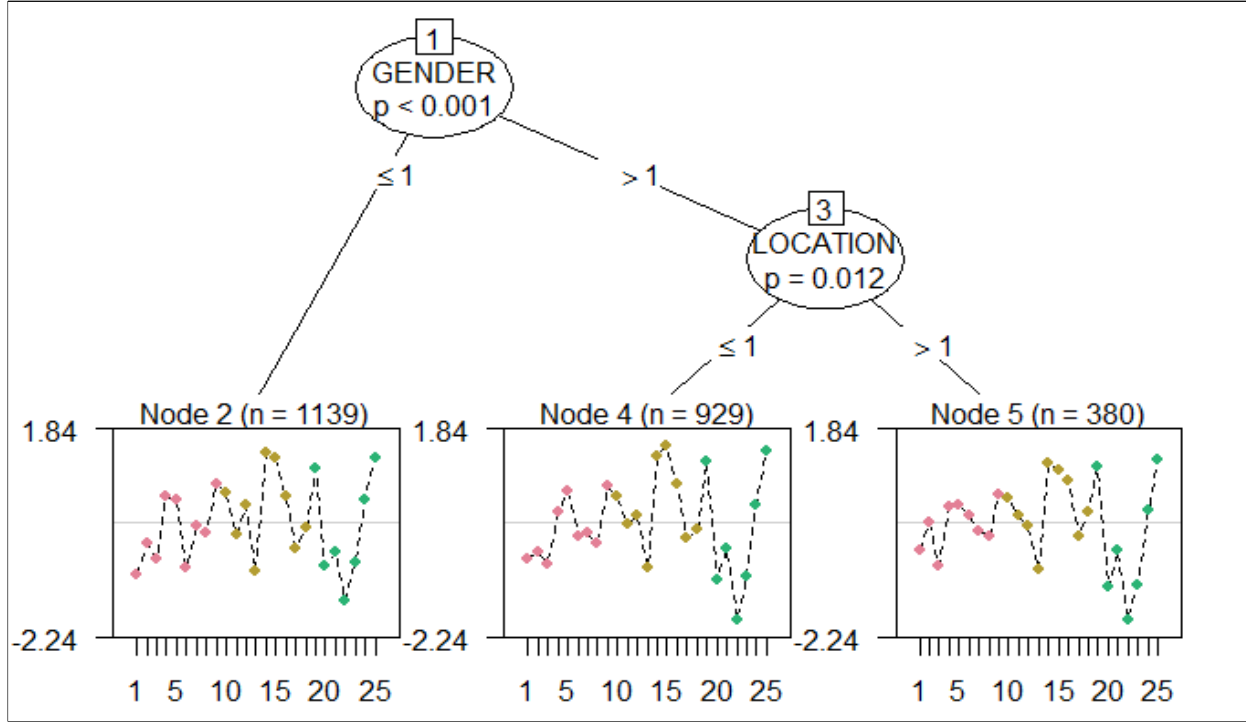 1
GENDER
p < 0.001
≤ 1
> 1
3
LOCATION
p = 0.012
≤ 1
> 1
Node 2 (n = 1139)
1.84
-2.24
1 5 10 15 20 25
Node 4 (n = 929)
1.84
-2.24
1 5 10 15 20 25
Node 5 (n = 380)
1.84
-2.24
1 5 10 15 20 25